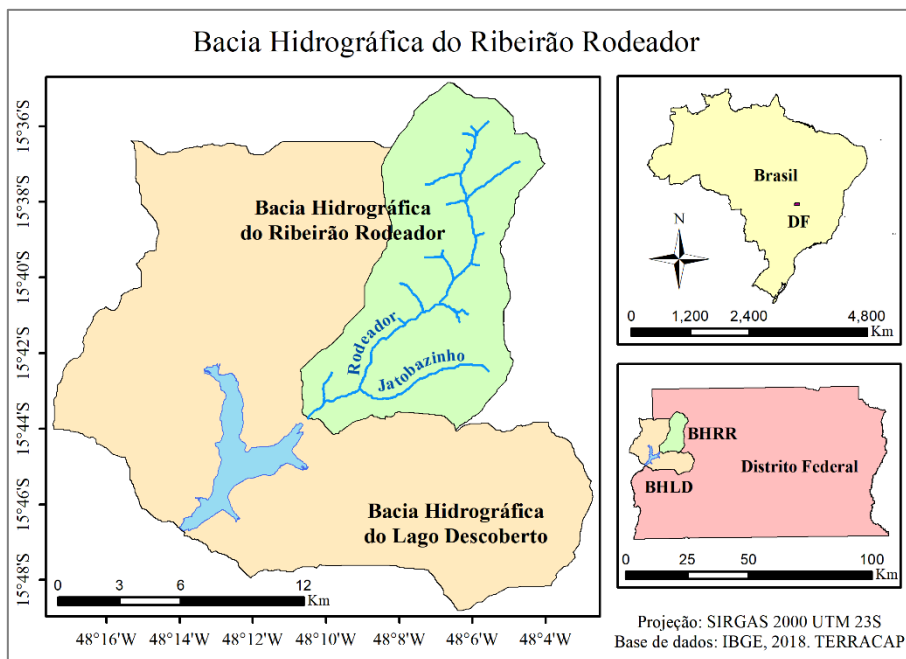 Bacia Hidrográfica do Ribeirão Rodeador
15°36'S
15°38'S
15°40'S
15°42'S
15°44'S
15°46'S
15°48'S
Bacia Hidrográfica
do Ribeirão Rodeador
Rodeador
Jatobazinho
Bacia Hidrográfica
do Lago Descoberto
0 3 6 12
Km
48°16'W 48°14'W 48°12'W 48°10'W 48°8'W 48°6'W 48°4'W
Brasil
DF
N
0 1,200 2,400 4,800
Km
BHRR
Distrito Federal
BHLD
0 25 50 100
Km
Projeção: SIRGAS 2000 UTM 23S
Base de dados: IBGE, 2018. TERRACAP